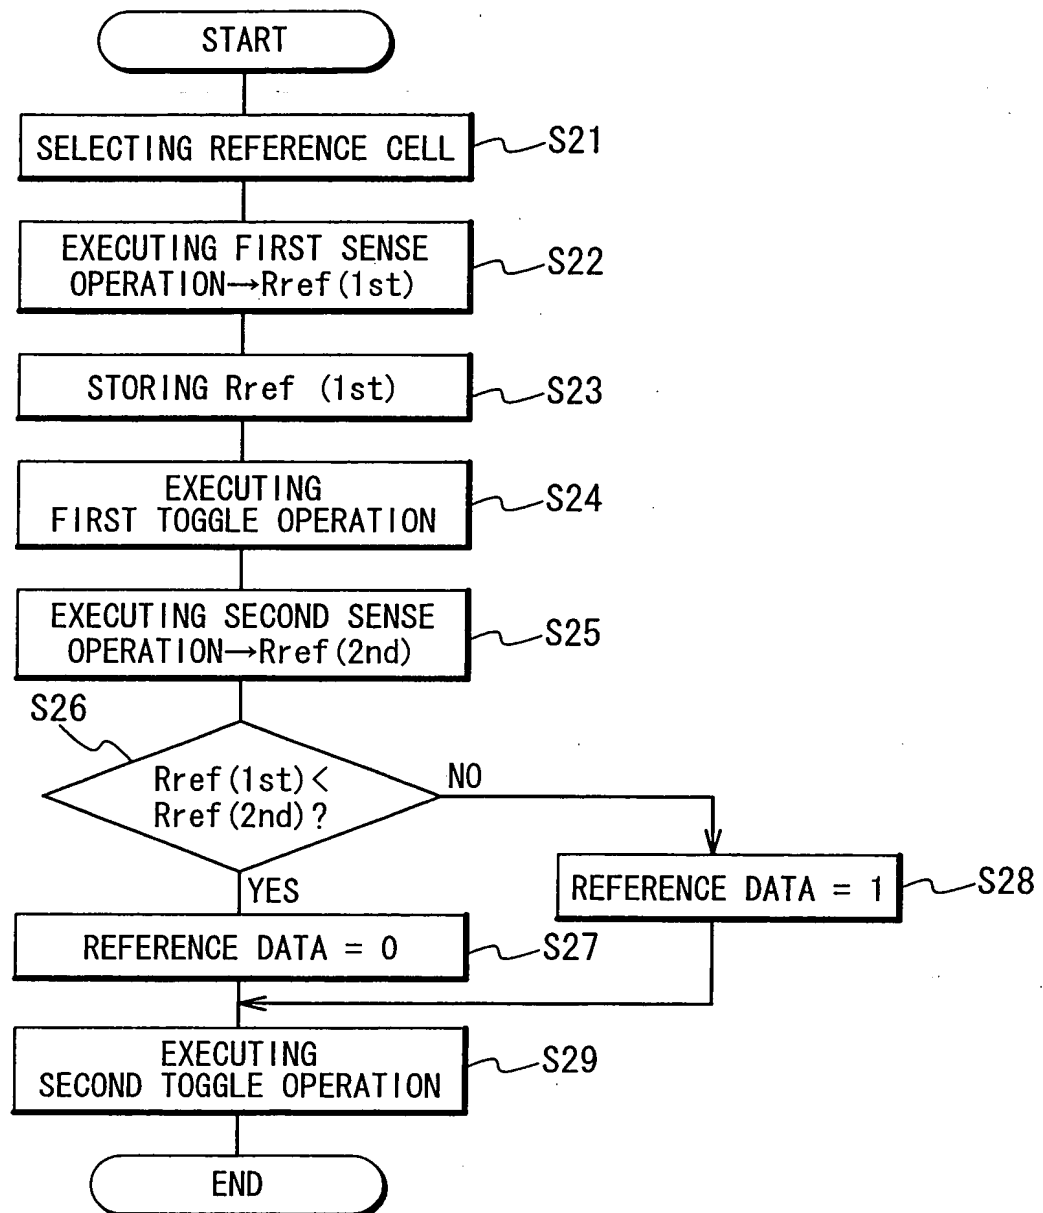 START
SELECTING REFERENCE CELL
S21
EXECUTING FIRST SENSE
OPERATION→Rref(1st)
S22
STORING Rref (1st)
S23
EXECUTING
FIRST TOGGLE OPERATION
S24
EXECUTING SECOND SENSE
OPERATION→Rref(2nd)
S25
S26
Rref(1st)<
Rref(2nd)?
NO
YES
REFERENCE DATA = 1
S28
REFERENCE DATA = 0
S27
EXECUTING
SECOND TOGGLE OPERATION
S29
END